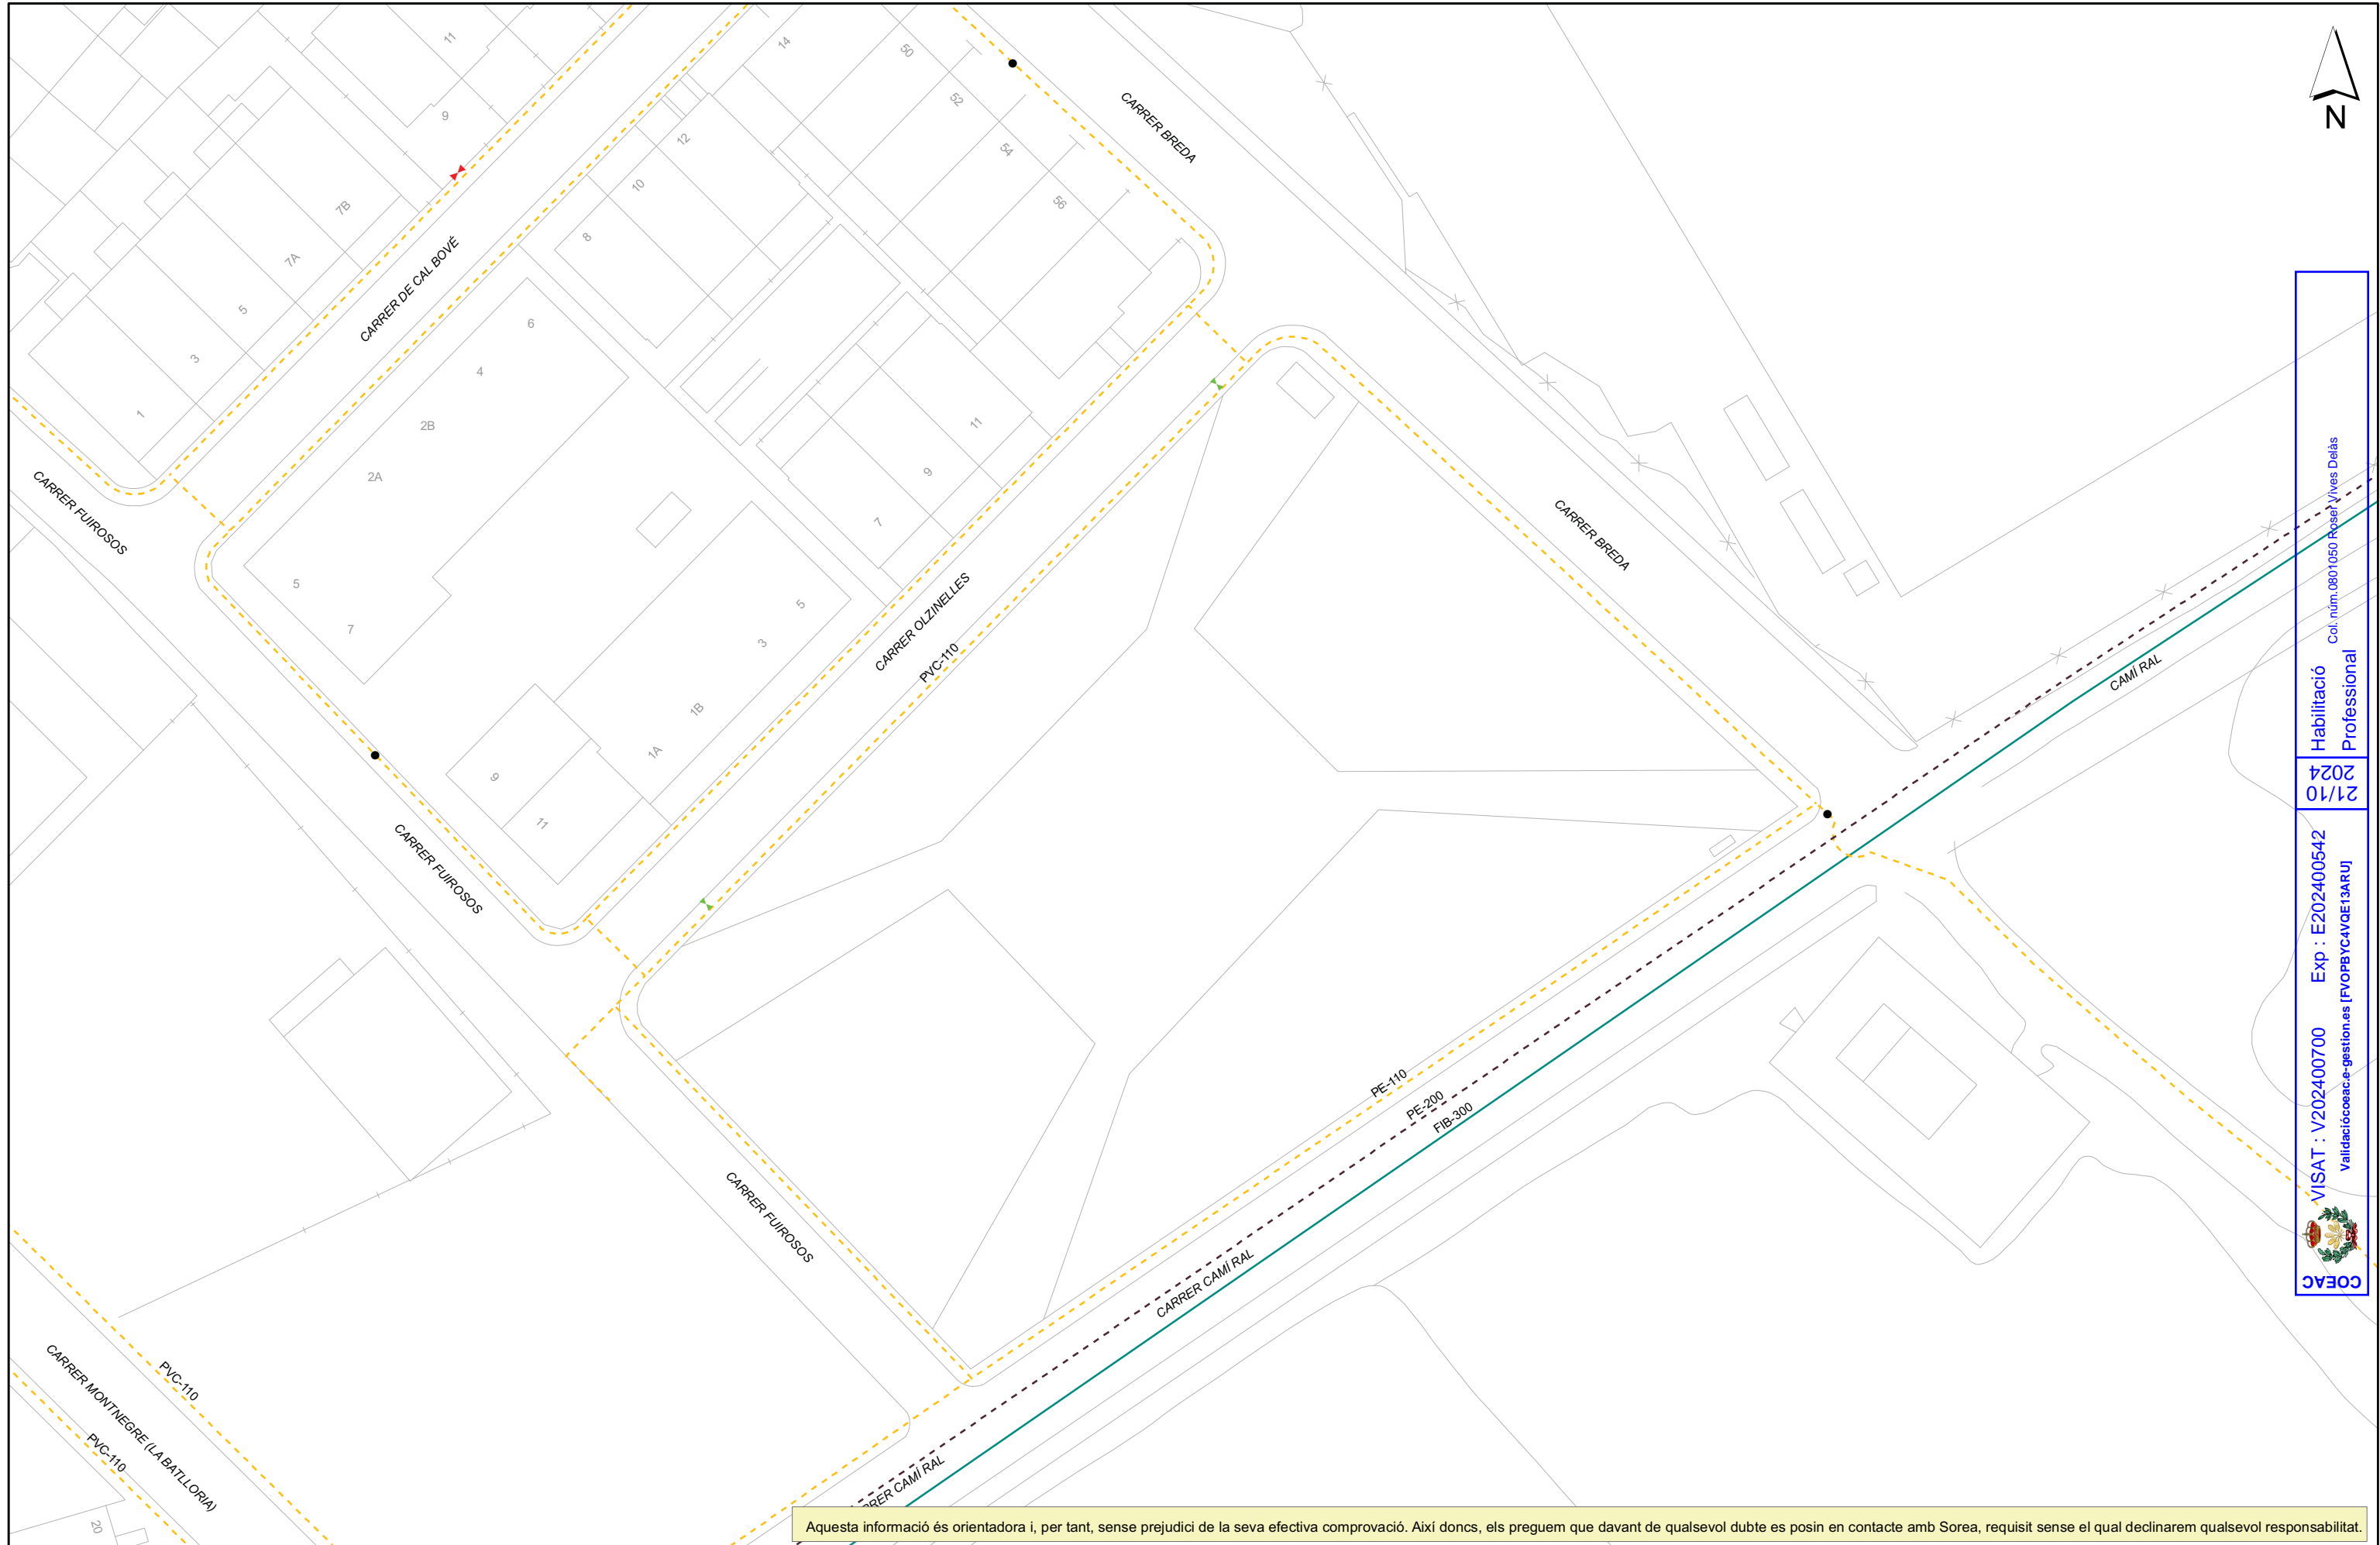 11
9
7B
7A
5
3
1
CARRER DE CAL BOVÉ
14
12
10
8
6
4
2B
2A
5
7
50
52
54
56
CARRER BREDA
N
CARRER FUIROSOS
11
9
7
5
3
1B
1A
9
11
CARRER OLZINELLES
PVC-110
CARRER BREDA
CAMÍ RAL
CARRER FUIROSOS
CARRER FUIROSOS
PE-110
PE-200
FIB-300
CARRER CAMÍ RAL
RRER CAMÍ RAL
PVC-110
CARRER MONTNEGRE (LA BATLLORIA)
PVC-110
20
Habilitació
Professional
Col. núm.0801050 Roser Vives Delàs
21/10
2024
VISAT : V202400700 Exp : E202400542
Validaciócoeac.e-gestion.es [FVOPBYC4VQE13ARU]
COEAC
Aquesta informació és orientadora i, per tant, sense prejudici de la seva efectiva comprovació. Així doncs, els preguem que davant de qualsevol dubte es posin en contacte amb Sorea, requisit sense el qual declinarem qualsevol responsabilitat.